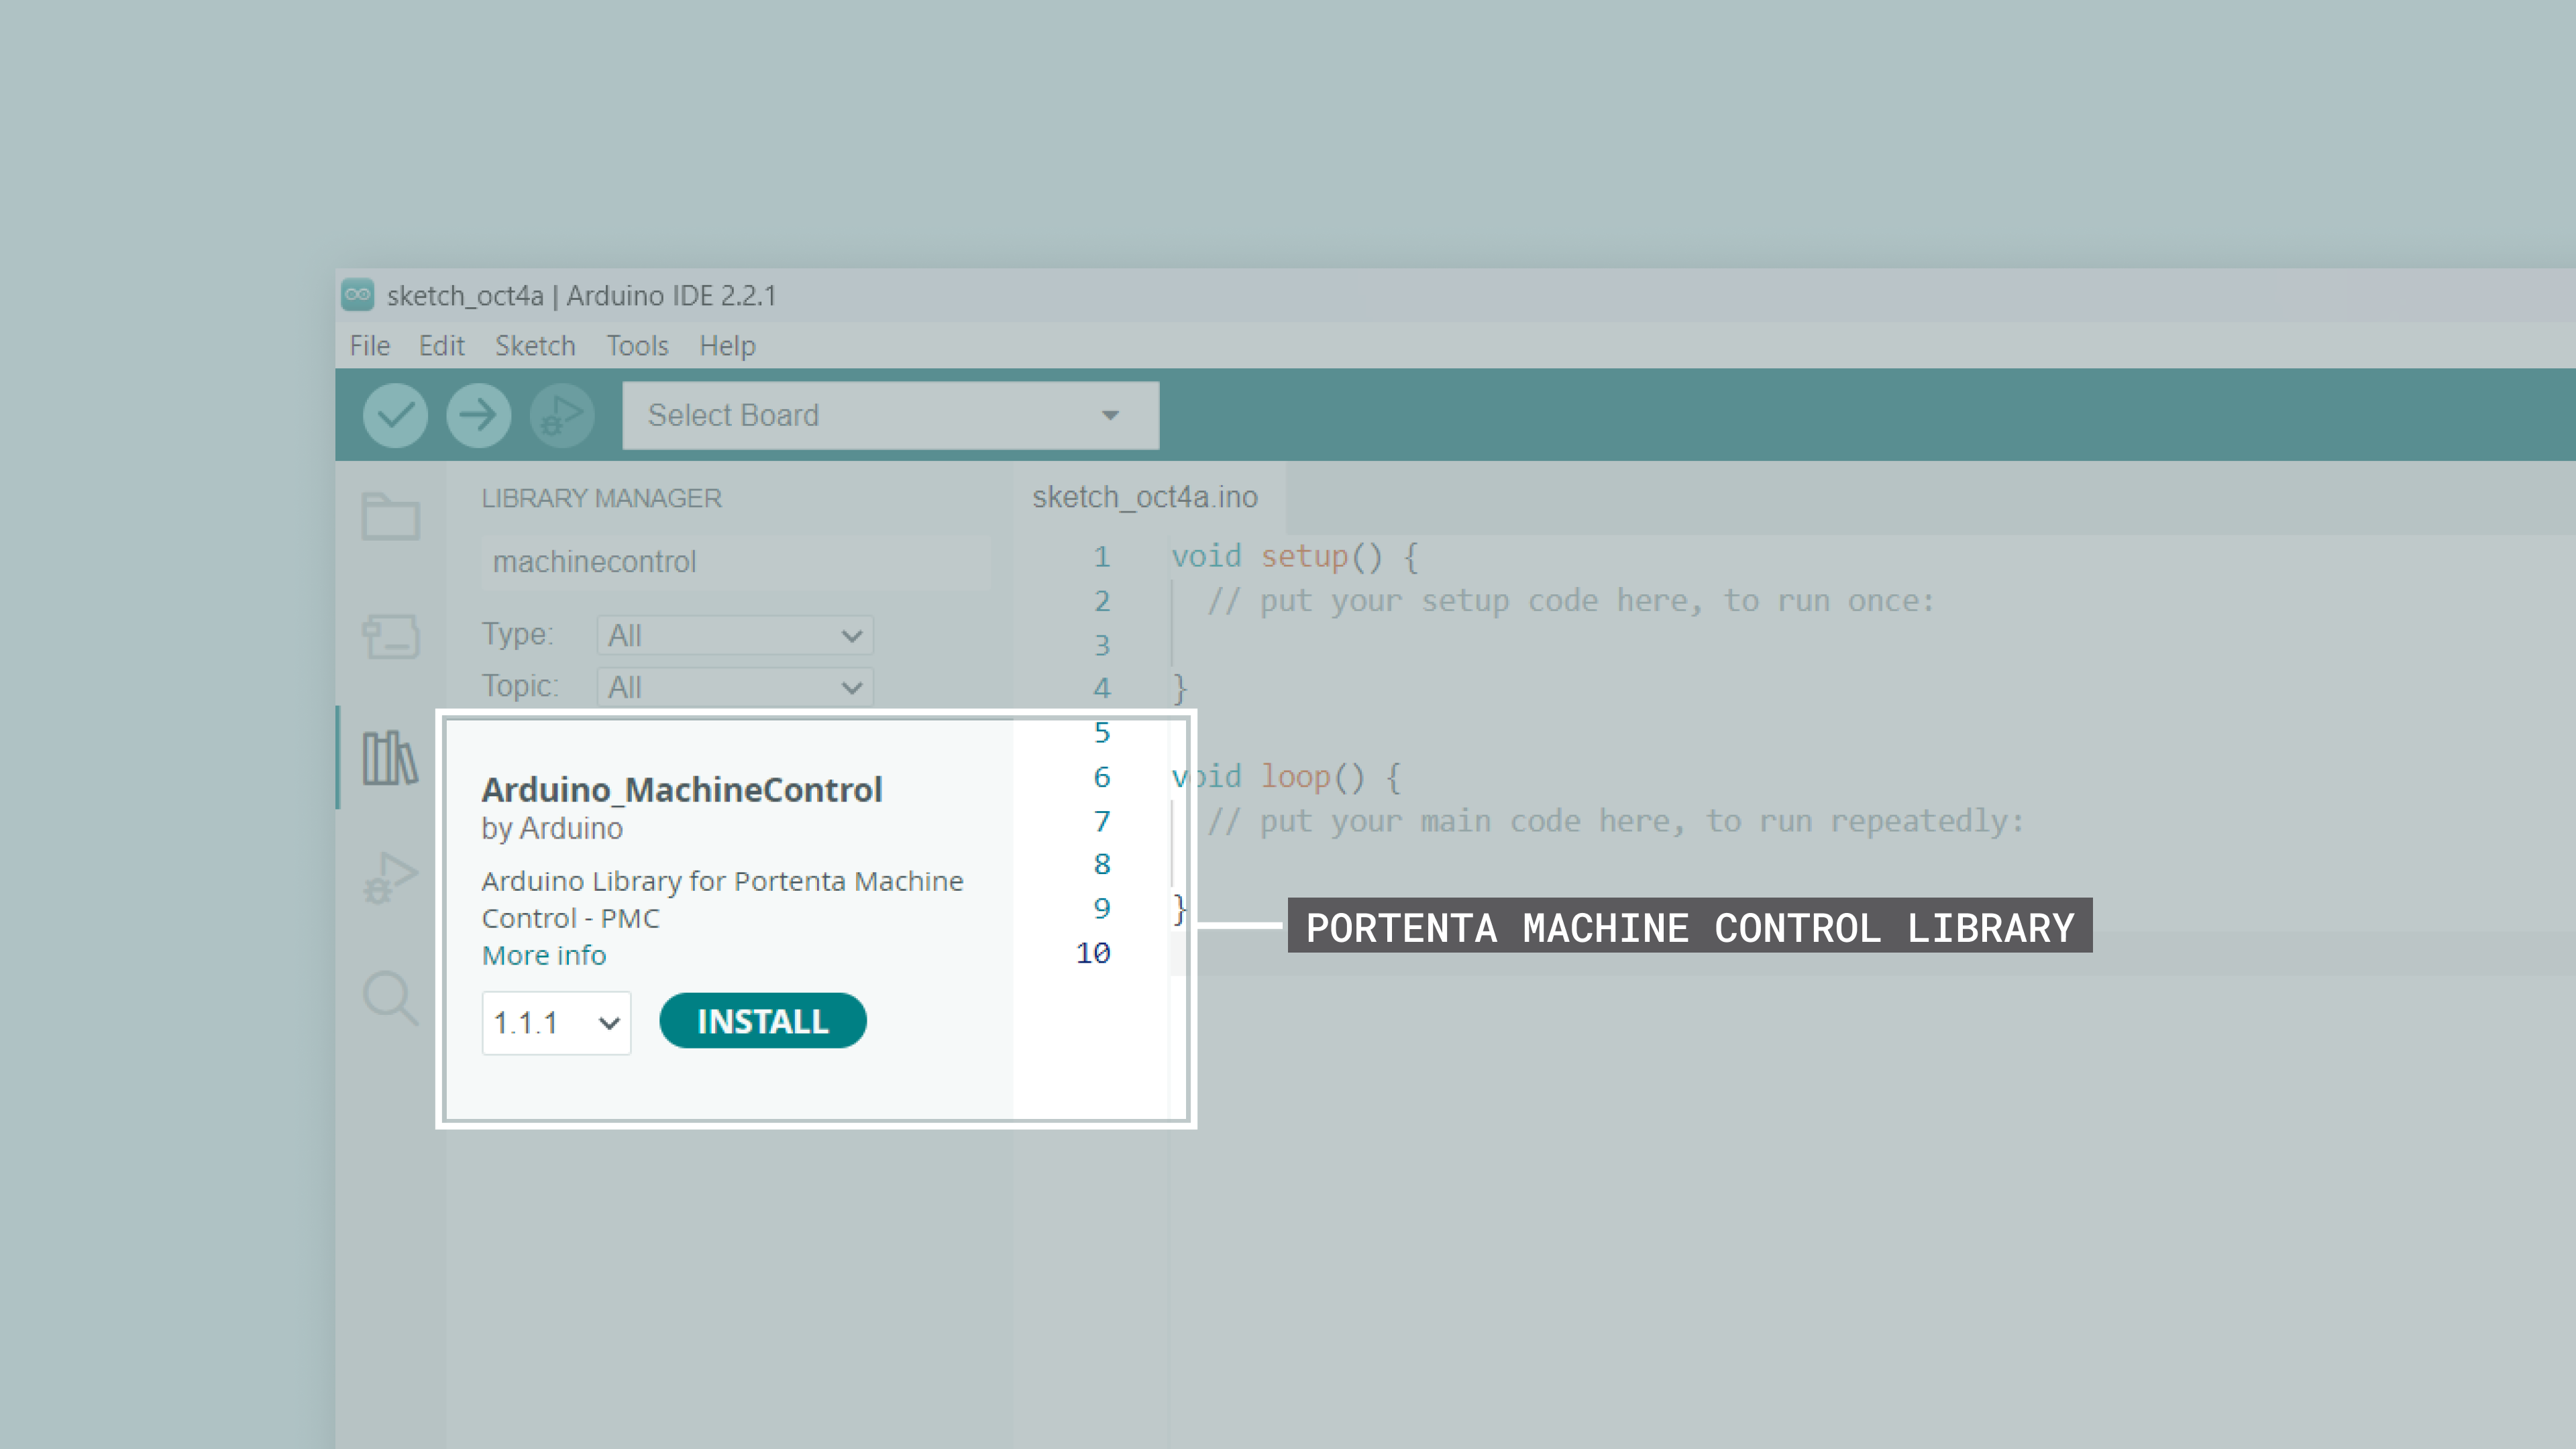 sketch_oct4a | Arduino IDE 2.2.1
File Edit Sketch Tools Help
Select Board
LIBRARY MANAGER
machinecontrol
Type: All
Topic: All
Arduino_MachineControl
by Arduino
Arduino Library for Portenta Machine
Control - PMC
More info
1.1.1 INSTALL
sketch_oct4a.ino
1 void setup() {
2 // put your setup code here, to run once:
3
4 }
5
6 void loop() {
7 // put your main code here, to run repeatedly:
8
9 }
10
PORTENTA MACHINE CONTROL LIBRARY